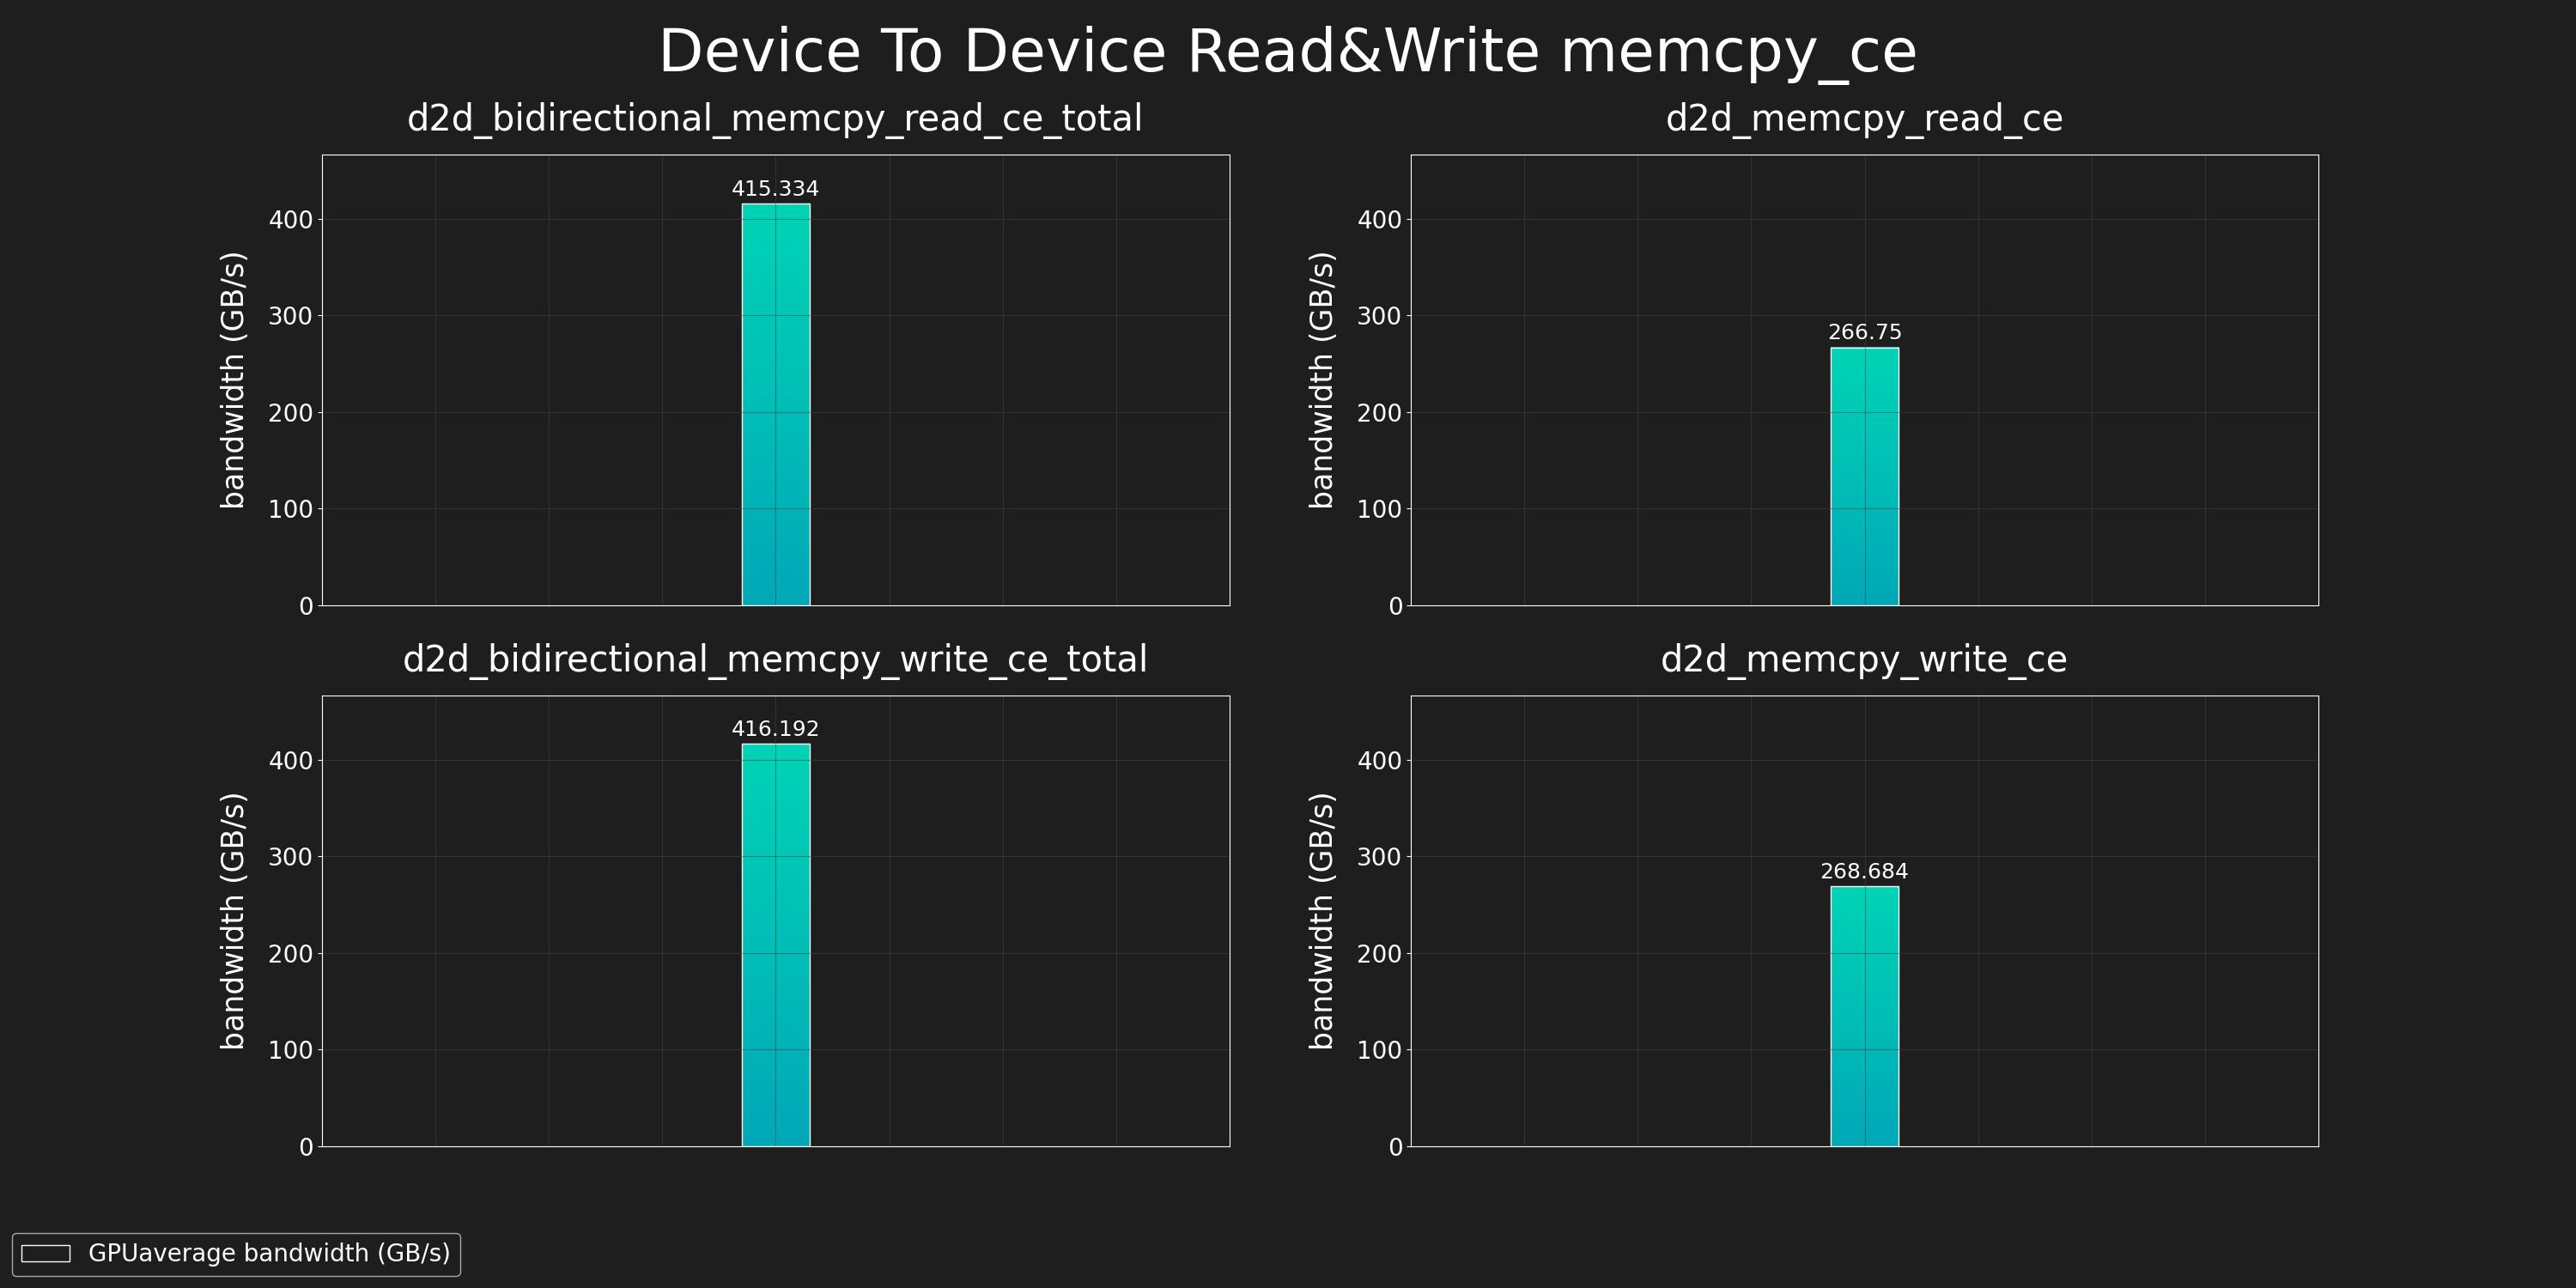 Device To Device Read&Write memcpy_ce
d2d_bidirectional_memcpy_read_ce_total
bandwidth (GB/s)
400
300
200
100
0
415.334
d2d_memcpy_read_ce
bandwidth (GB/s)
400
300
200
100
0
266.75
d2d_bidirectional_memcpy_write_ce_total
bandwidth (GB/s)
400
300
200
100
0
416.192
d2d_memcpy_write_ce
bandwidth (GB/s)
400
300
200
100
0
268.684
GPUaverage bandwidth (GB/s)